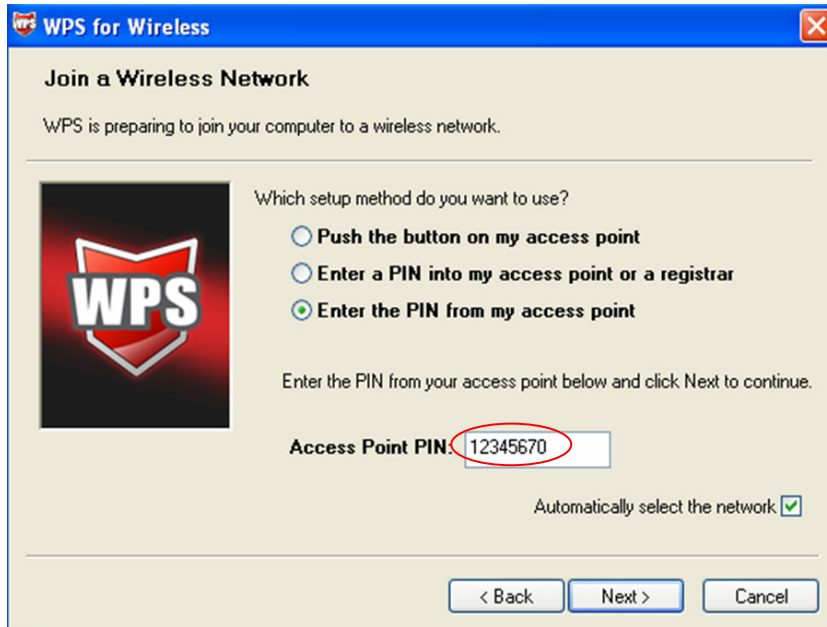 WPS WPS for Wireless
Join a Wireless Network
WPS is preparing to join your computer to a wireless network.
WPS
Which setup method do you want to use?
Push the button on my access point
Enter a PIN into my access point or a registrar
Enter the PIN from my access point
Enter the PIN from your access point below and click Next to continue.
Access Point PIN: 12345670
Automatically select the network
< Back Next > Cancel